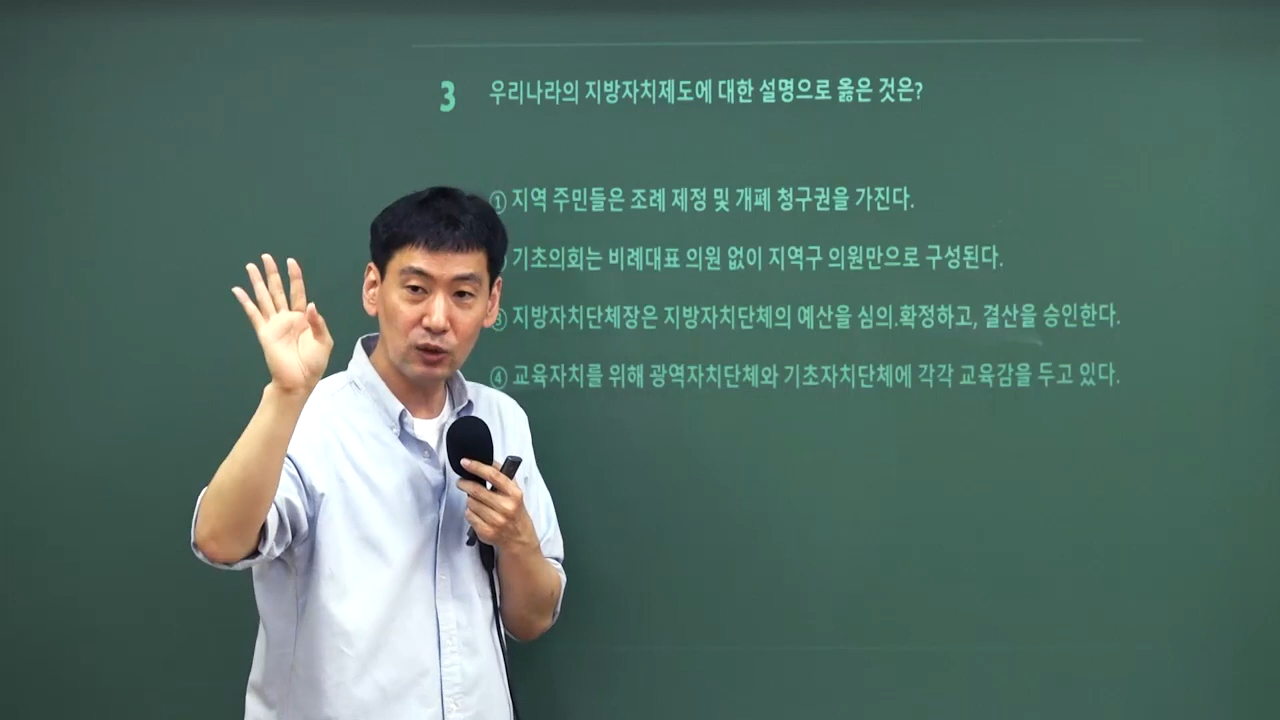 3 우리나라의 지방자치제도에 대한 설명으로 옳은 것은?
① 지역 주민들은 조례 제정 및 개폐 청구권을 가진다.
기초의회는 비례대표 의원 없이 지역구 의원만으로 구성된다.
③ 지방자치단체장은 지방자치단체의 예산을 심의.확정하고, 결산을 승인한다.
④ 교육자치를 위해 광역자치단체와 기초자치단체에 각각 교육감을 두고 있다.